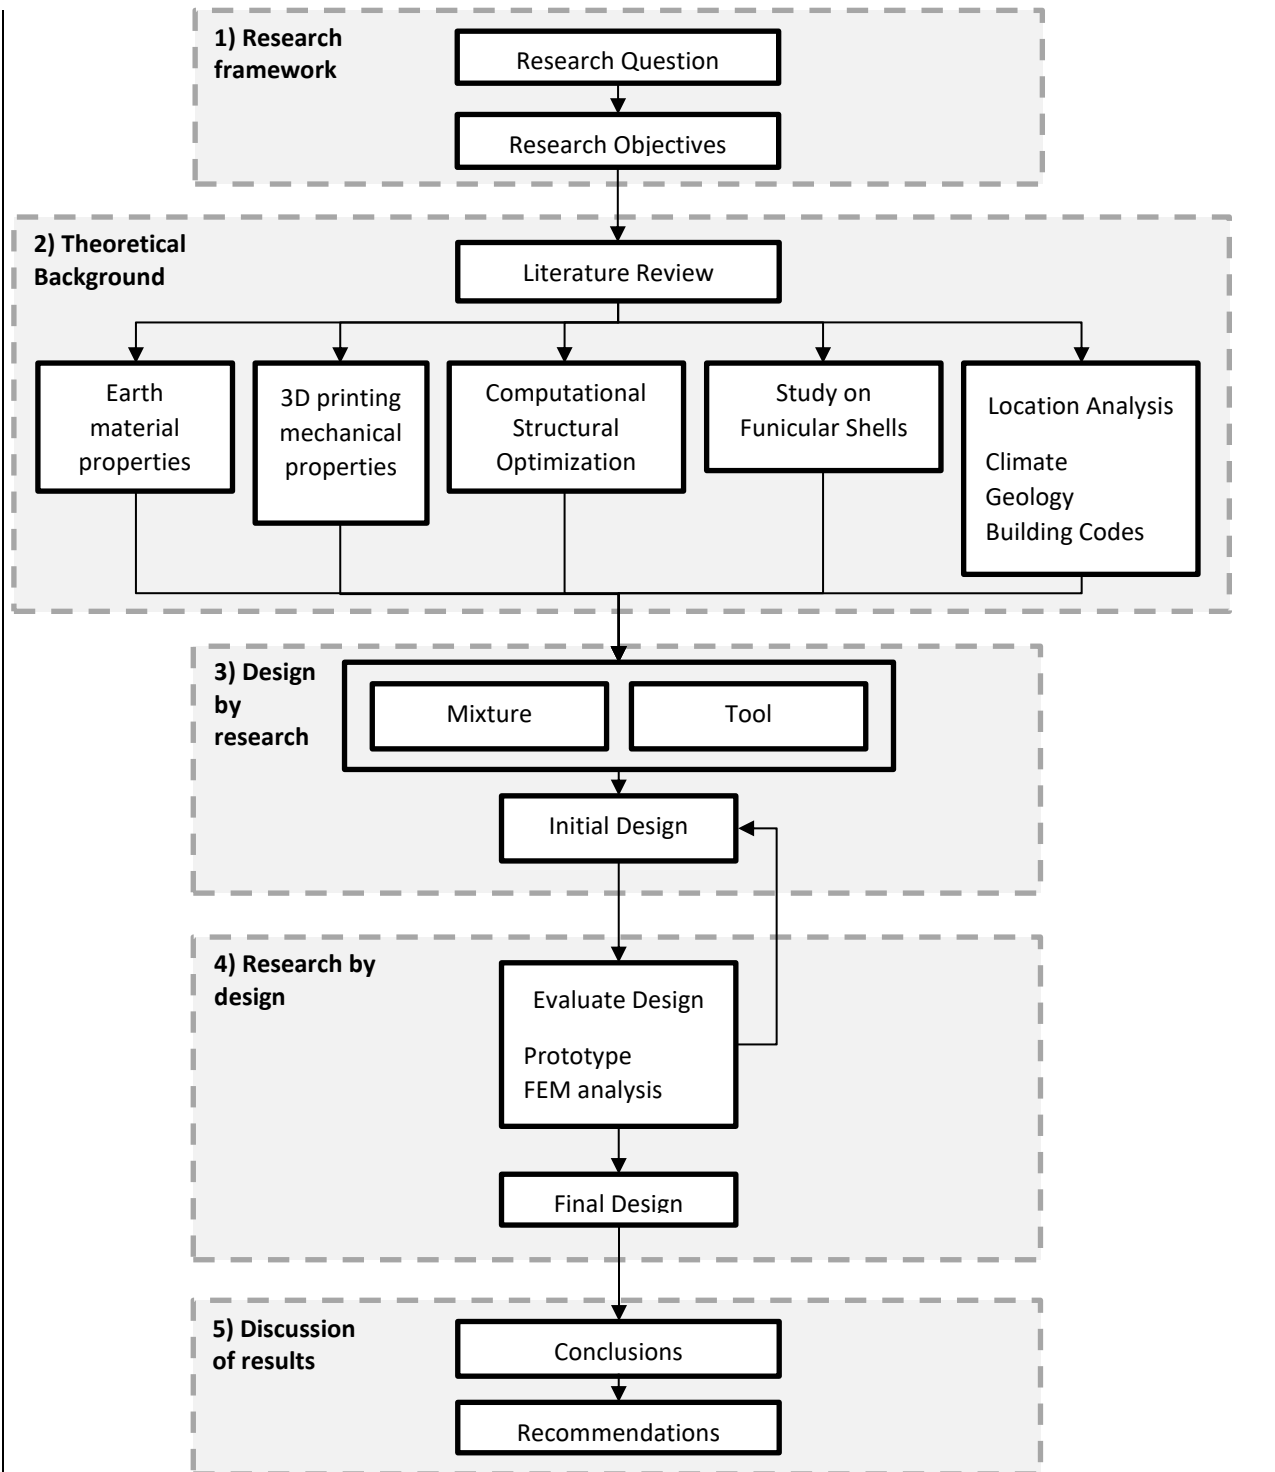 1) Research
framework
Research Question
Research Objectives
2) Theoretical
Background
Literature Review
Earth
material
properties
3D printing
mechanical
properties
Computational
Structural
Optimization
Study on
Funicular Shells
Location Analysis
Climate
Geology
Building Codes
3) Design
by
research
Mixture
Tool
Initial Design
4) Research by
design
Evaluate Design
Prototype
FEM analysis
Final Design
5) Discussion
of results
Conclusions
Recommendations